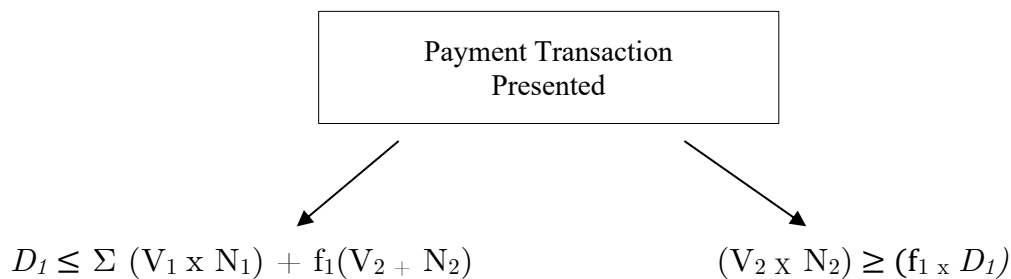 Payment Transaction
Presented
D₁ ≤ Σ (V₁ x N₁) + f₁(V₂ ₊ N₂)
(V₂ X N₂) ≥ (f₁ x D₁)